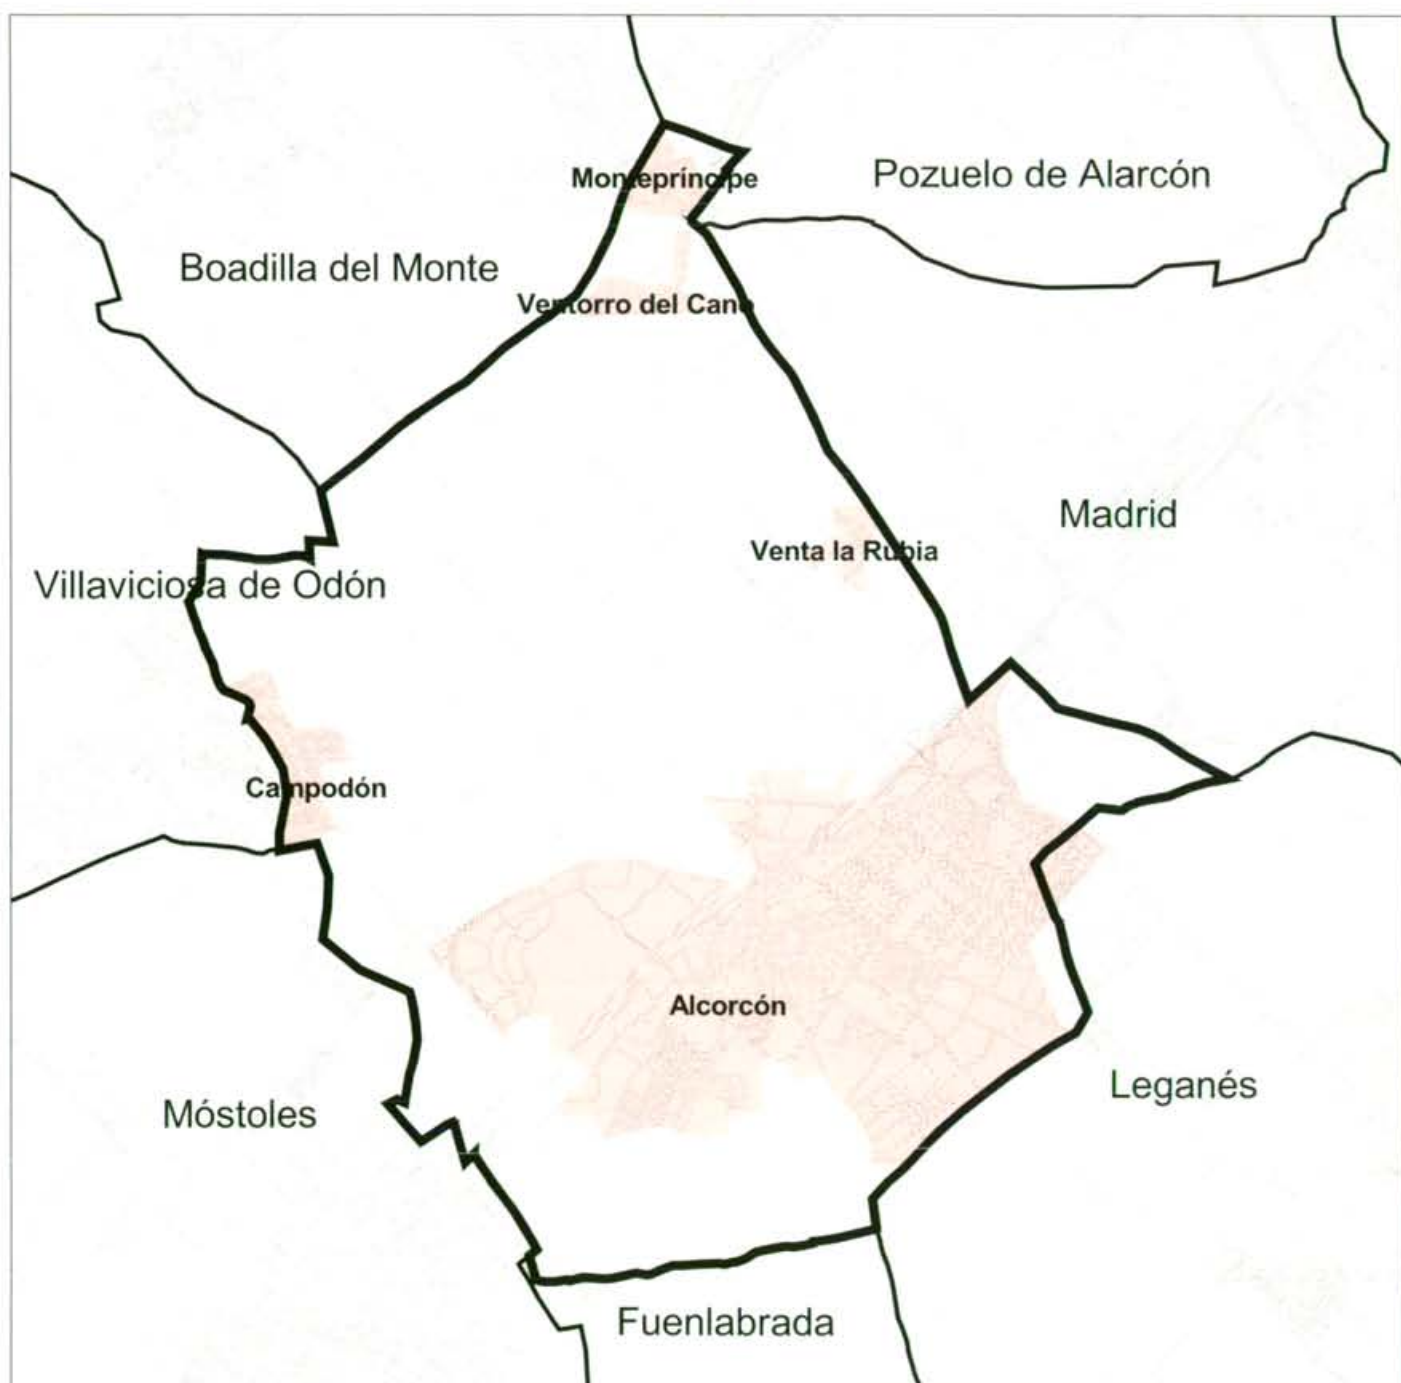 Pozuelo de Alarcón
Montepríncipe
Boadilla del Monte
Ventorro del Cano
Madrid
Venta la Rubia
Villaviciosa de Odón
Campodón
Alcorcón
Leganés
Móstoles
Fuenlabrada